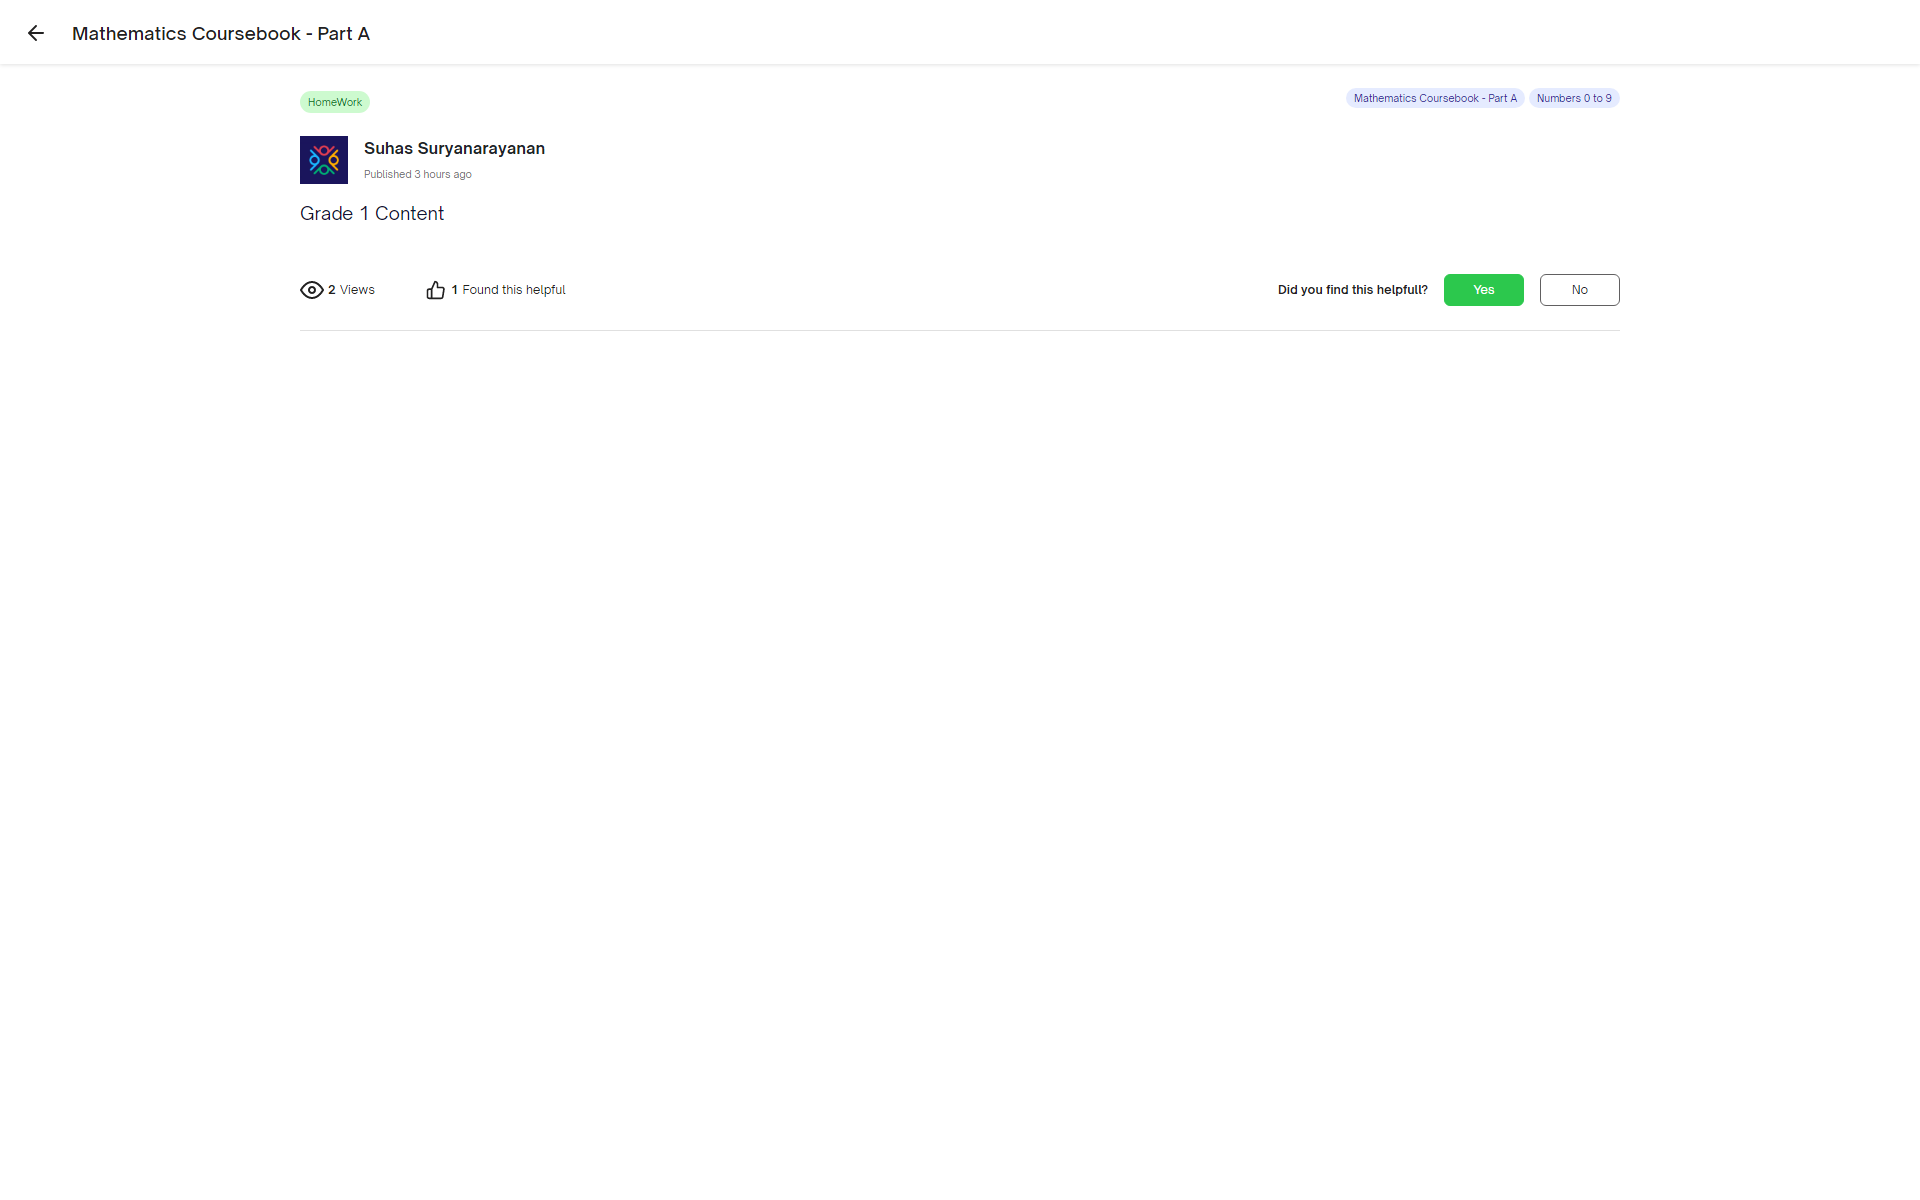 Mathematics Coursebook - Part A
HomeWork
Mathematics Coursebook - Part A
Numbers 0 to 9
Suhas Suryanarayanan
Published 3 hours ago
Grade 1 Content
2 Views
1 Found this helpful
Did you find this helpfull?
Yes
No